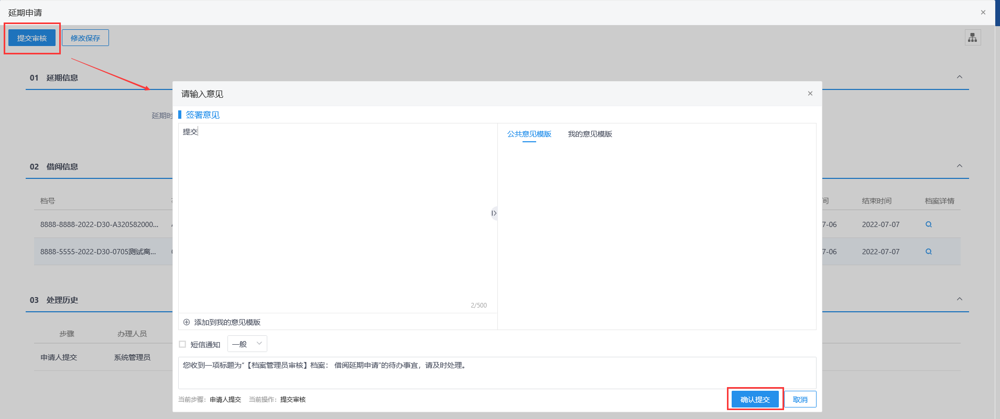 延期申请
提交审核 修改保存
01 延期信息
请输入意见
签署意见
延期时
提交
公共意见模版 我的意见模版
02 借阅信息
档号 间 结束时间 档案详情
8888-8888-2022-D30-A320582000... 7-06 2022-07-07
8888-5555-2022-D30-0705测试离... 7-06 2022-07-07
03 处理历史
2/500
添加到我的意见模版
步骤 办理人员
短信通知 一般
申请人提交 系统管理员
您收到一项标题为“【档案管理员审核】档案: 借阅延期申请”的待办事宜,请及时处理。
当前步骤: 申请人提交 当前操作: 提交审核 确认提交 取消